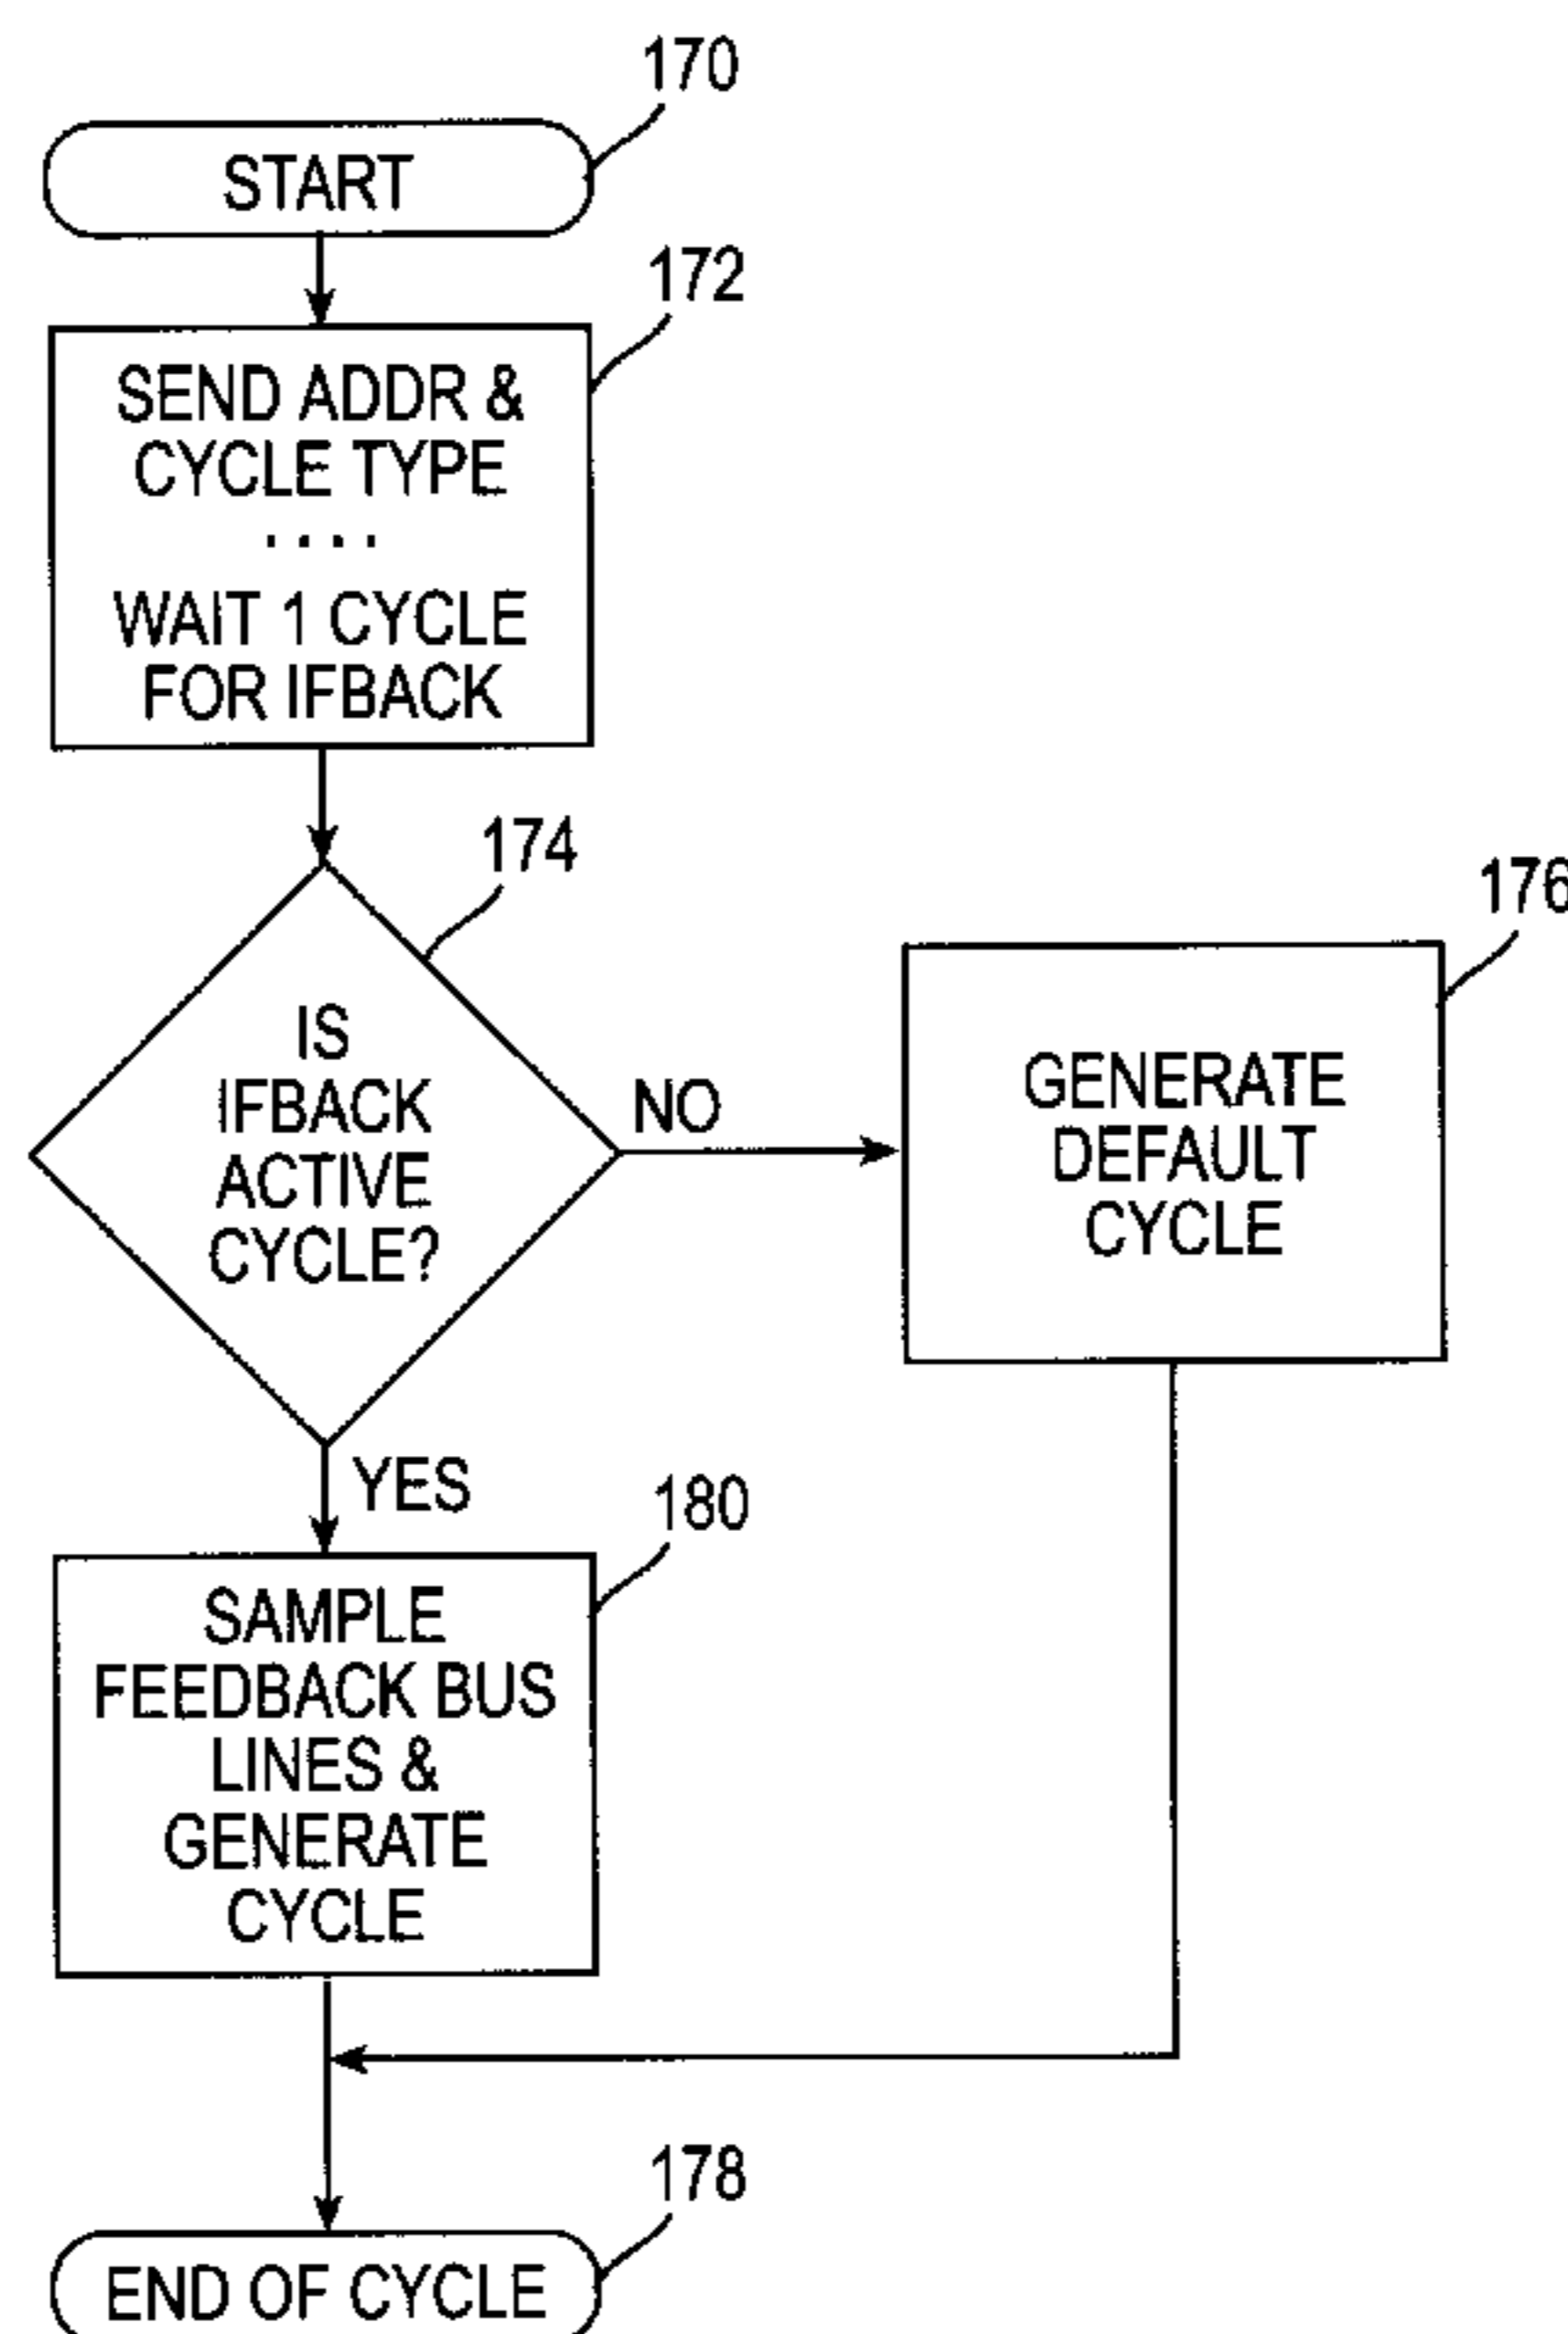 170
START
172
SEND ADDR &
CYCLE TYPE
. . . .
WAIT 1 CYCLE
FOR IFBACK
174
IS
IFBACK
ACTIVE
CYCLE?
NO
176
GENERATE
DEFAULT
CYCLE
YES
180
SAMPLE
FEEDBACK BUS
LINES &
GENERATE
CYCLE
178
END OF CYCLE